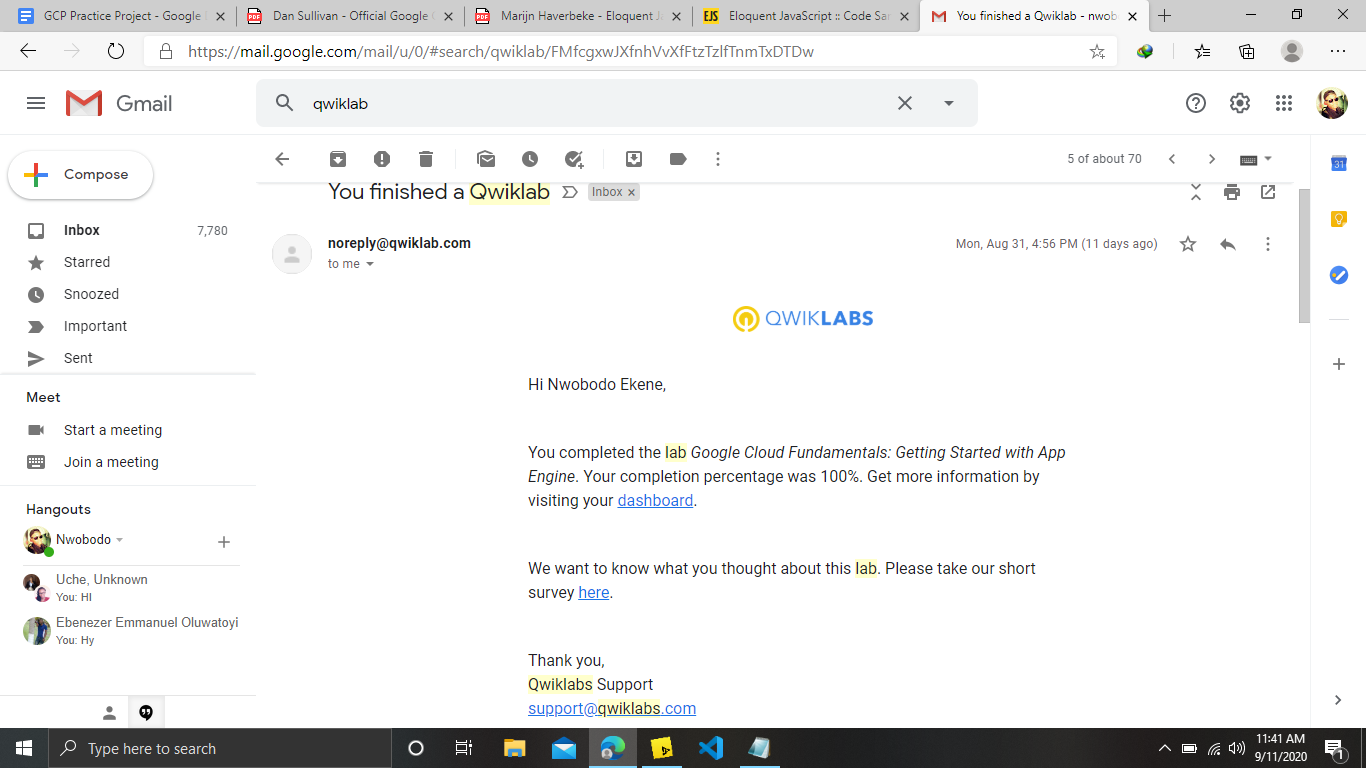 GCP Practice Project - Google
Dan Sullivan - Official Google
Marijn Haverbeke - Eloquent Ja
Eloquent JavaScript :: Code San
You finished a Qwiklab - nwob
https://mail.google.com/mail/u/0/#search/qwiklab/FMfcgxwJXfnhVvXfFtzTzlfTnmTxDTDw
Gmail
qwiklab
Compose
5 of about 70
You finished a Qwiklab
Inbox ×
Inbox 7,780
Starred
Snoozed
Important
Sent
Meet
Start a meeting
Join a meeting
Hangouts
Nwobodo
Uche, Unknown
You: HI
Ebenezer Emmanuel Oluwatoyi
You: Hy
noreply@qwiklab.com
Mon, Aug 31, 4:56 PM (11 days ago)
to me
QWIKLABS
Hi Nwobodo Ekene,
You completed the lab Google Cloud Fundamentals: Getting Started with App
Engine. Your completion percentage was 100%. Get more information by
visiting your dashboard.
We want to know what you thought about this lab. Please take our short
survey here.
Thank you,
Qwiklabs Support
support@qwiklabs.com
31
Type here to search
11:41 AM
9/11/2020
1